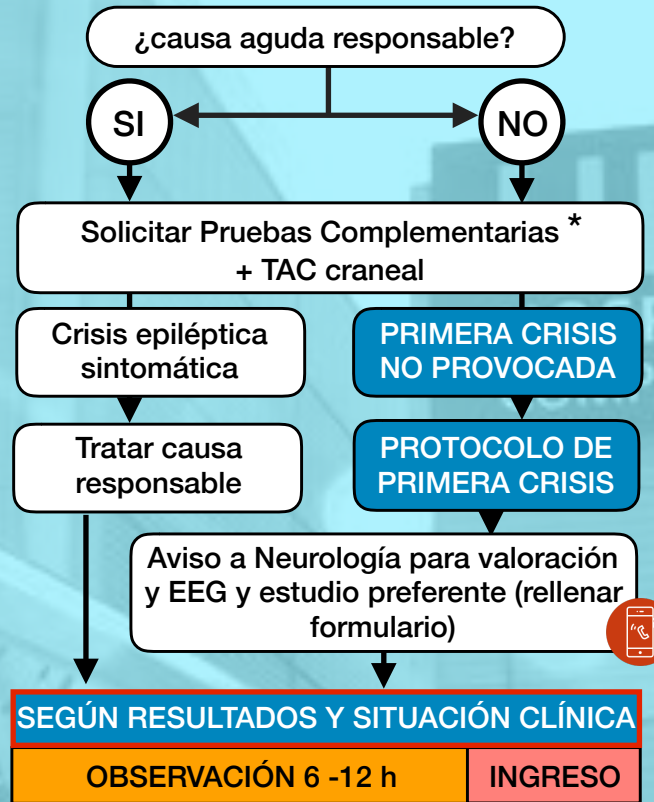 ¿causa aguda responsable?
SI
NO
Solicitar Pruebas Complementarias *
+ TAC craneal
Crisis epiléptica
sintomática
PRIMERA CRISIS
NO PROVOCADA
Tratar causa
responsable
PROTOCOLO DE
PRIMERA CRISIS
Aviso a Neurología para valoración
y EEG y estudio preferente (rellenar
formulario)
SEGÚN RESULTADOS Y SITUACIÓN CLÍNICA
OBSERVACIÓN 6 -12 h
INGRESO